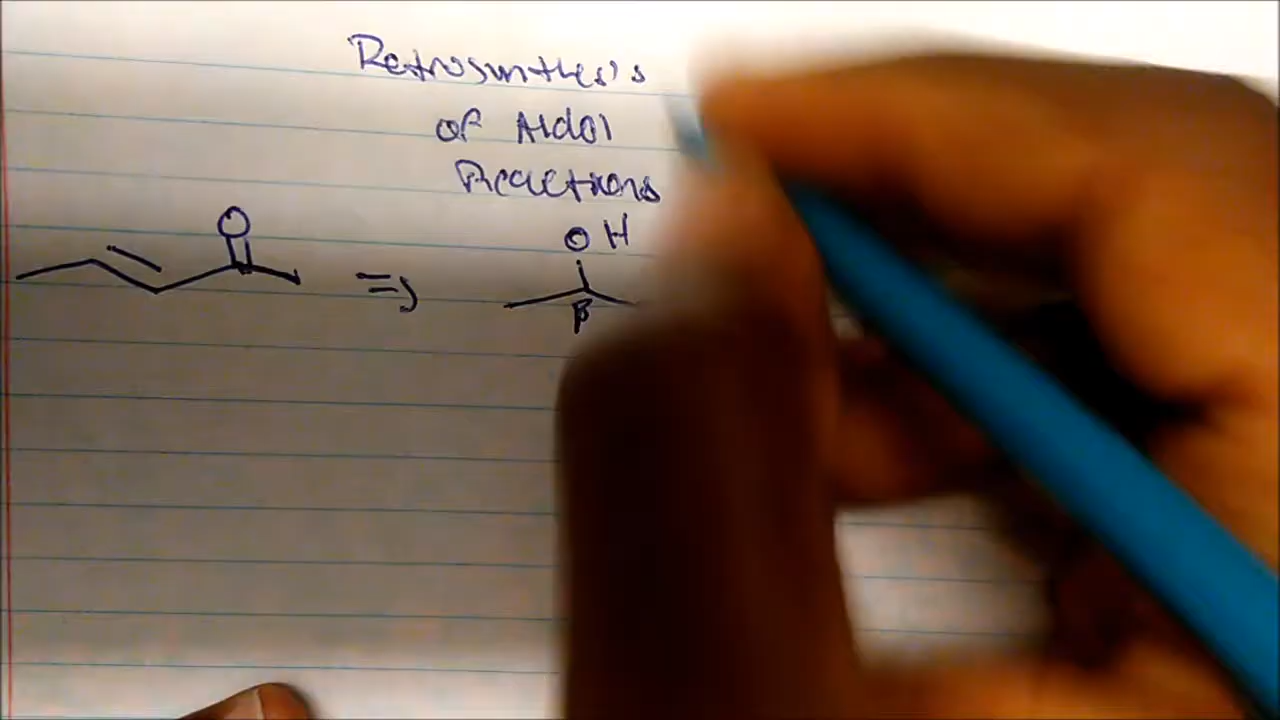 Retrosynthesis
of Aldol
Reactions
O
OH
β